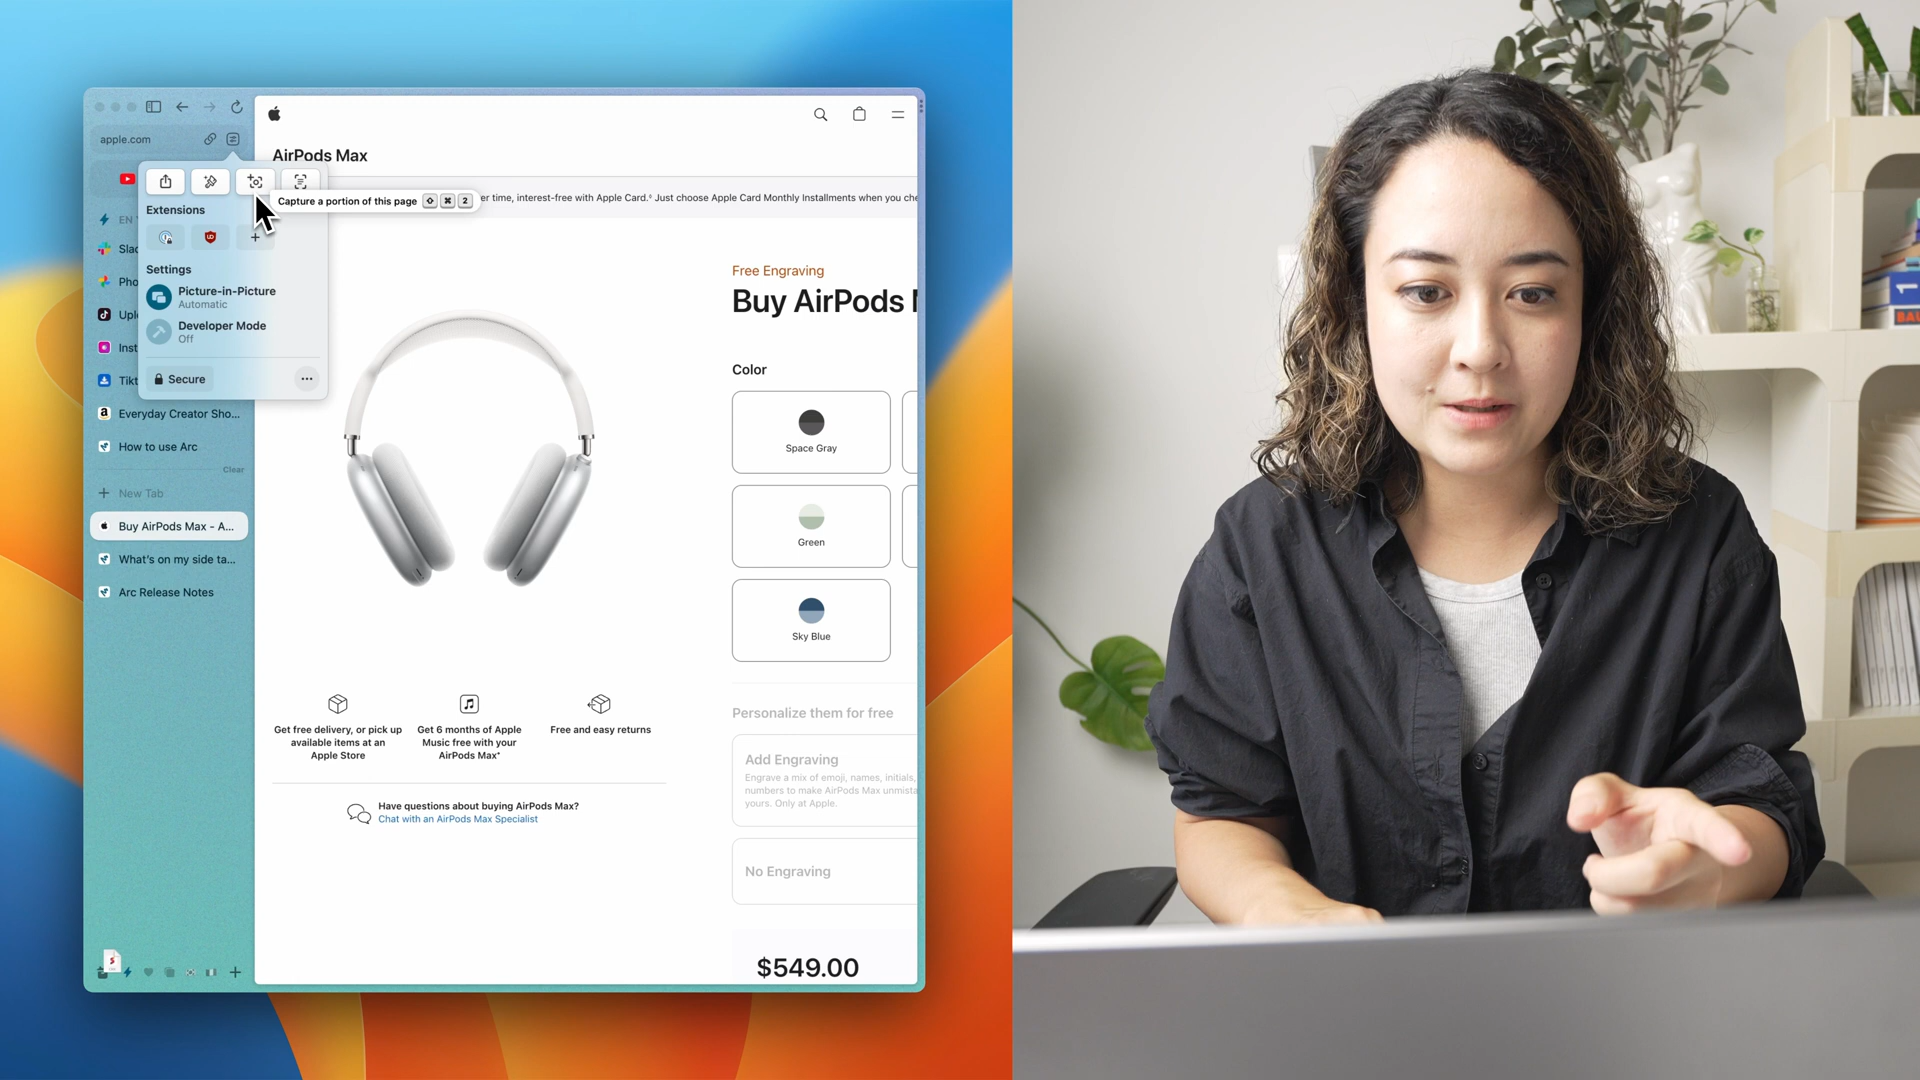 apple.com
EN
Slac
Pho
Uplo
Inst
Tikt
Everyday Creator Sho...
How to use Arc
Clear
New Tab
Buy AirPods Max - A...
What's on my side ta...
Arc Release Notes
Capture a portion of this page ⇧ ⌘ 2
Extensions
Settings
Picture-in-Picture
Automatic
Developer Mode
Off
Secure
AirPods Max
er time, interest-free with Apple Card.° Just choose Apple Card Monthly Installments when you che
Free Engraving
Buy AirPods M
Color
Space Gray
Green
Sky Blue
Personalize them for free
Add Engraving
Engrave a mix of emoji, names, initials,
numbers to make AirPods Max unmista
yours. Only at Apple.
No Engraving
$549.00
Get free delivery, or pick up
available items at an
Apple Store
Get 6 months of Apple
Music free with your
AirPods Max*
Free and easy returns
Have questions about buying AirPods Max?
Chat with an AirPods Max Specialist
BAU